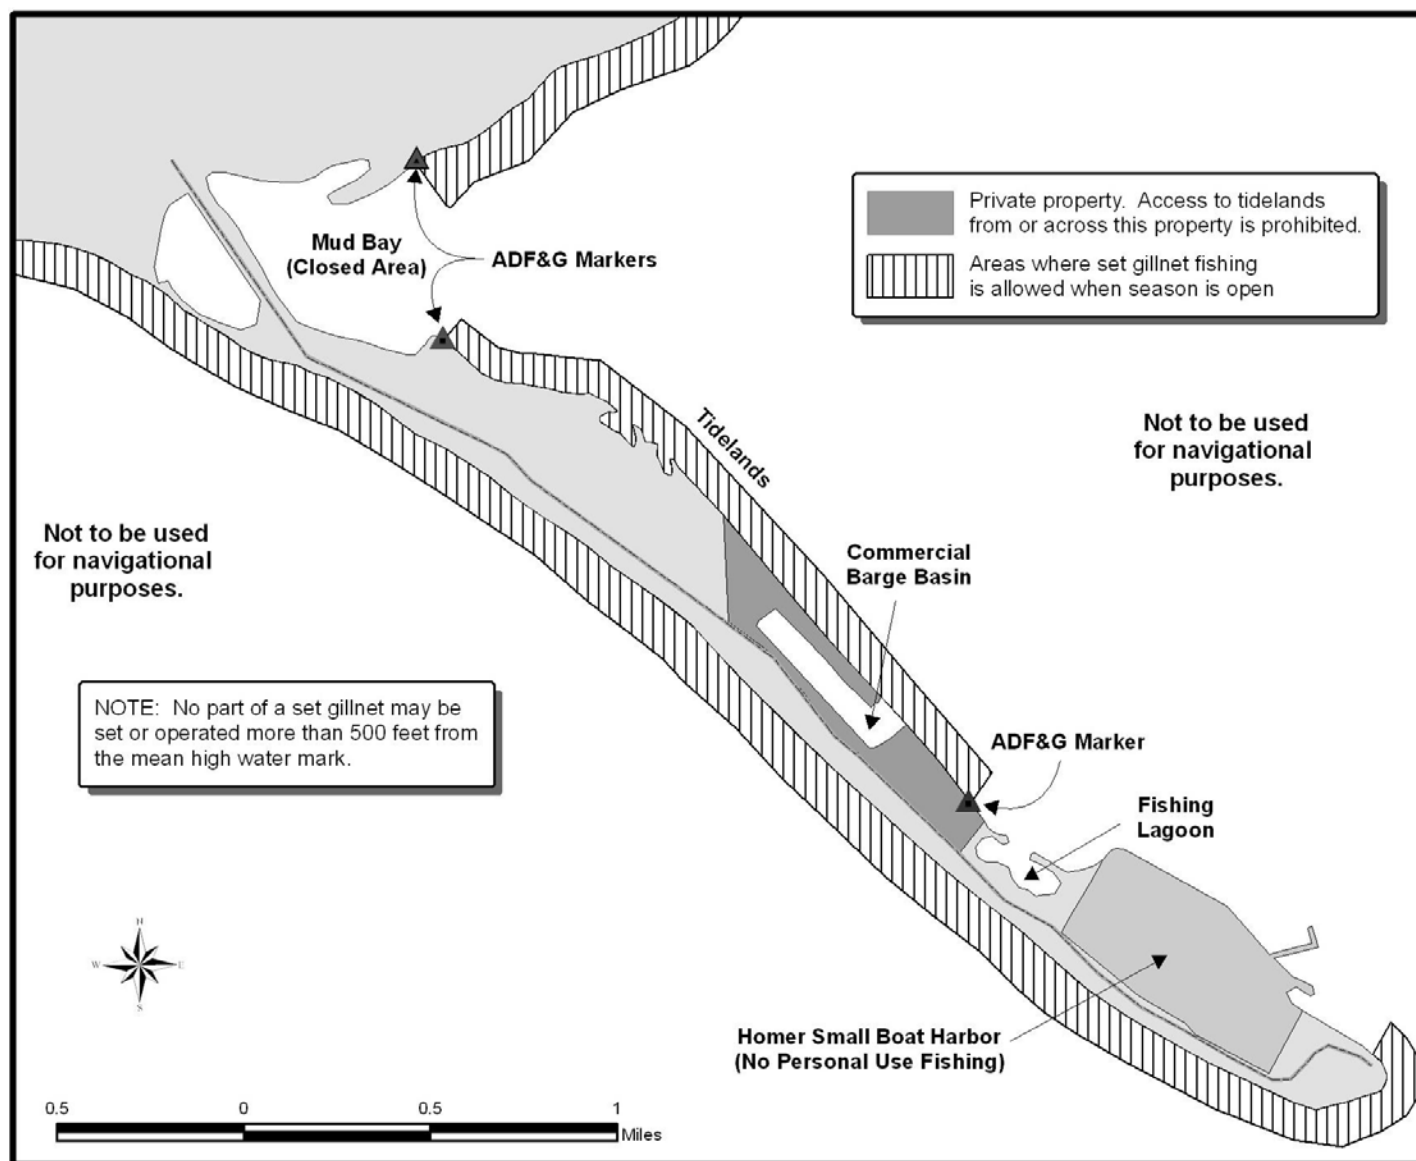 Mud Bay
(Closed Area)
ADF&G Markers
Private property.  Access to tidelands
from or across this property is prohibited.
Areas where set gillnet fishing
is allowed when season is open
Tidelands
Not to be used
for navigational
purposes.
Not to be used
for navigational
purposes.
Commercial
Barge Basin
NOTE:  No part of a set gillnet may be
set or operated more than 500 feet from
the mean high water mark.
ADF&G Marker
Fishing
Lagoon
N
W
E
S
Homer Small Boat Harbor
(No Personal Use Fishing)
0.5
0
0.5
1
Miles